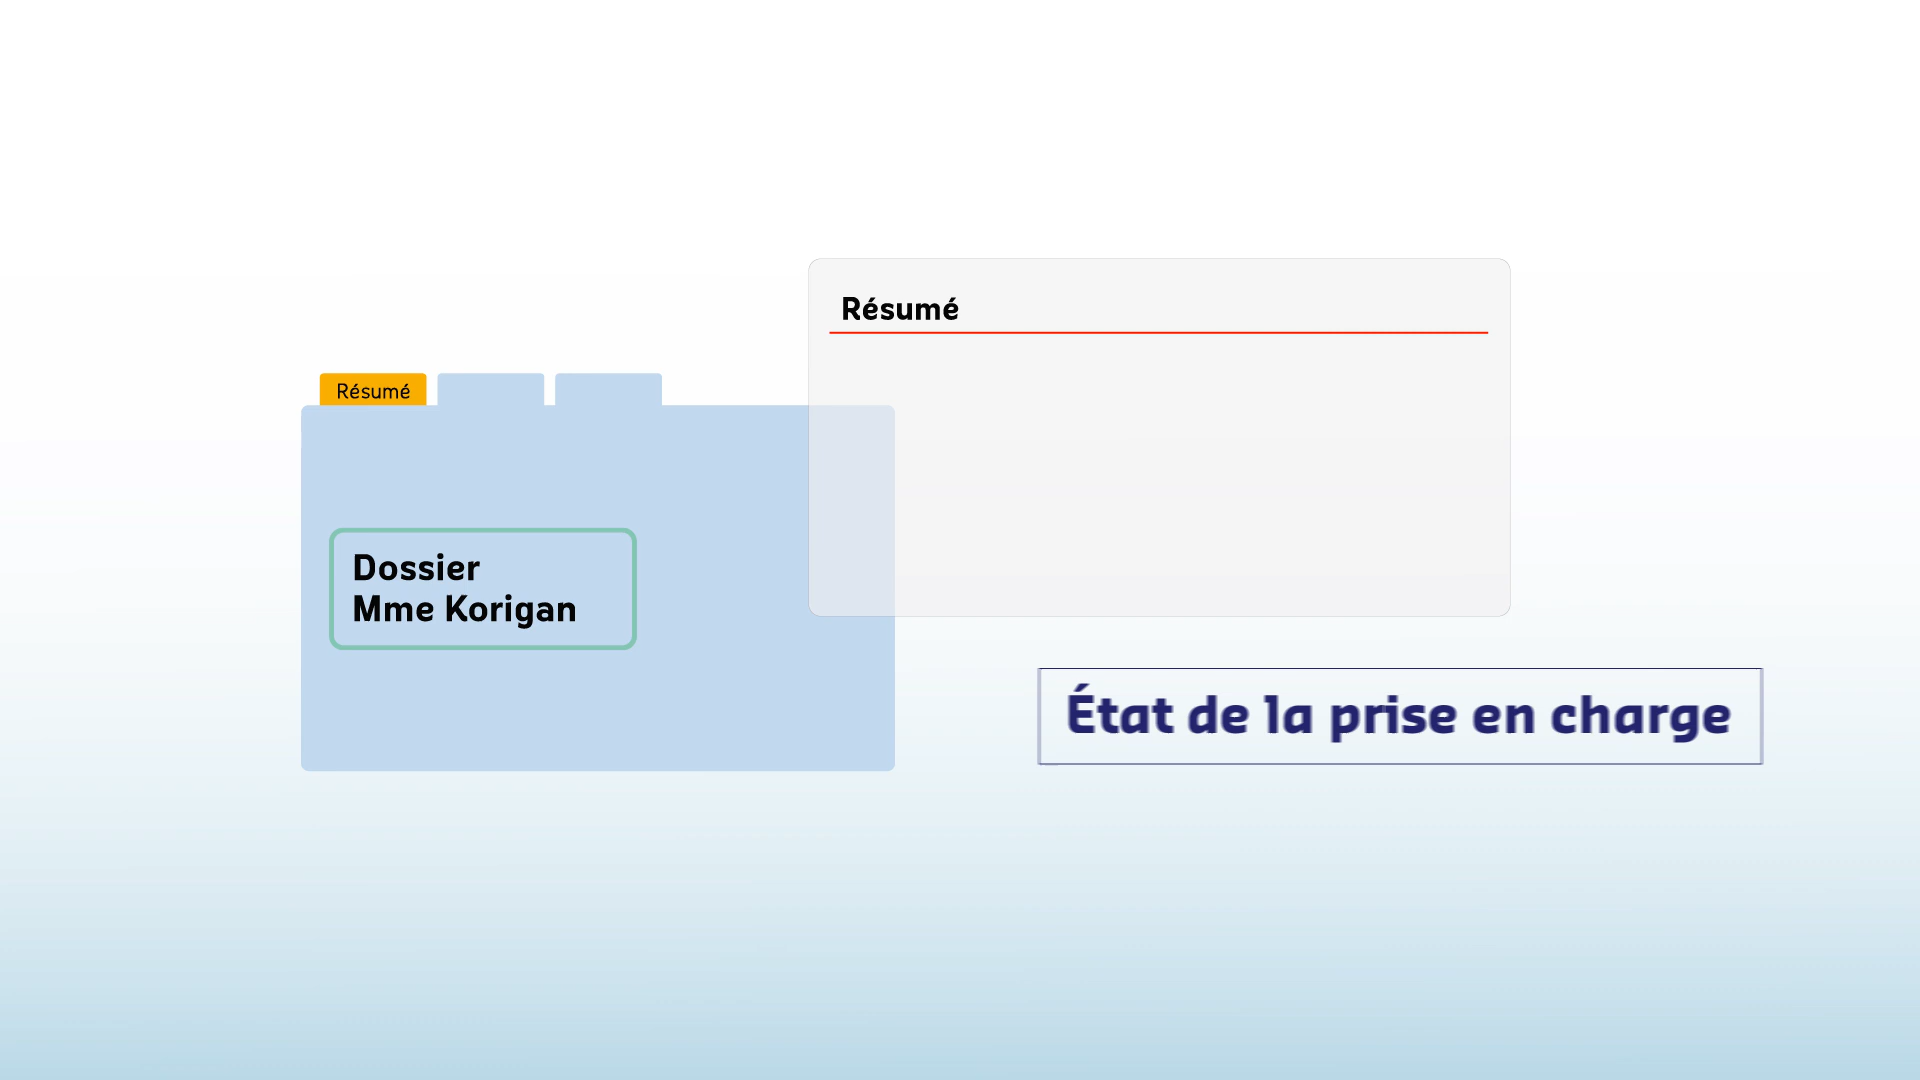 Résumé
Résumé
Dossier
Mme Korigan
État de la prise en charge